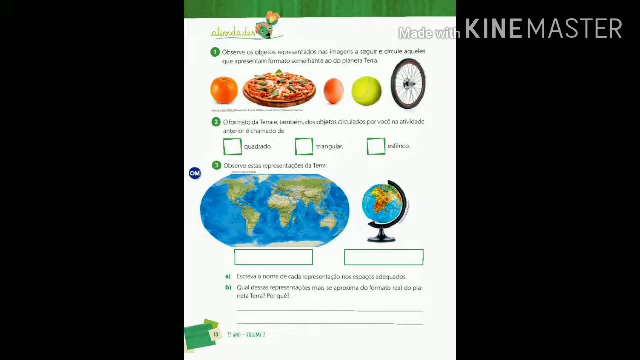 Made with KINEMASTER
atividades
1 Observe os objetos representados nas imagens a seguir e circule aqueles
que apresentam formato semelhante ao do planeta Terra.
2 O formato da Terra e, também, dos objetos circulados por você na atividade
anterior é chamado de
quadrado. triangular. esférico.
3 Observe estas representações da Terra:
OM
a) Escreva o nome de cada representação nos espaços adequados.
b) Qual dessas representações mais se aproxima do formato real do pla-
neta Terra? Por quê?